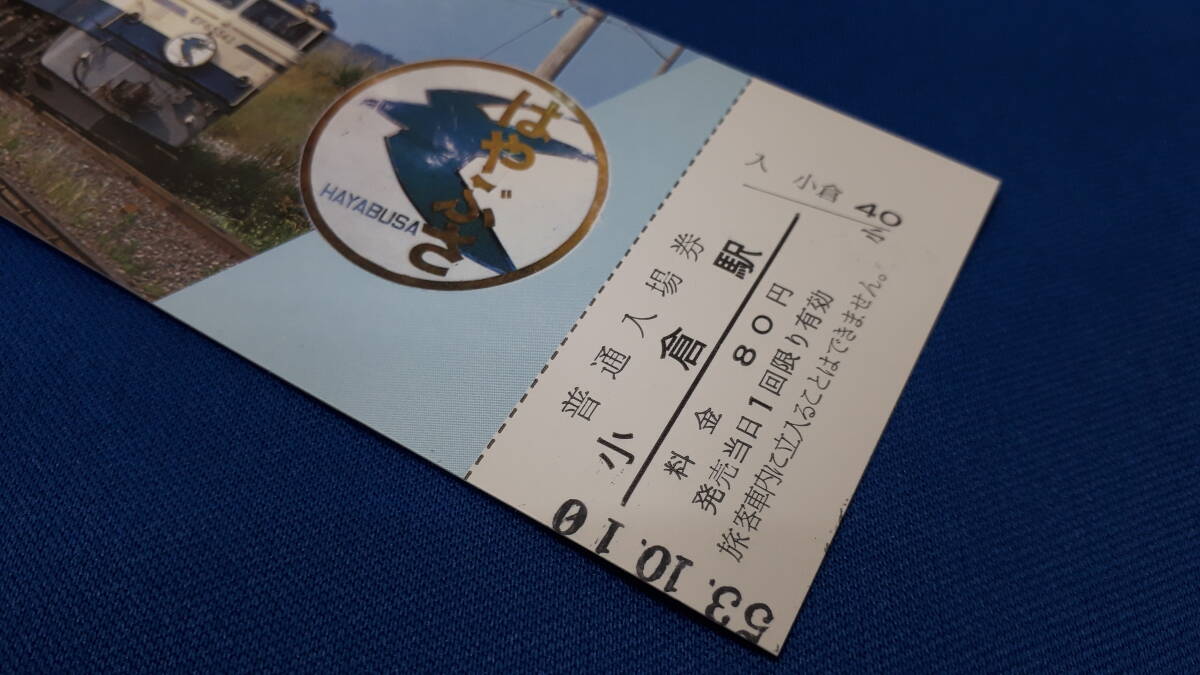 はやぶさ
HAYABUSA
入 小倉 40
小
普通入場券
小倉駅
料金 80円
発売当日1回限り有効
旅客車内に立入ることはできません。
53.10.10